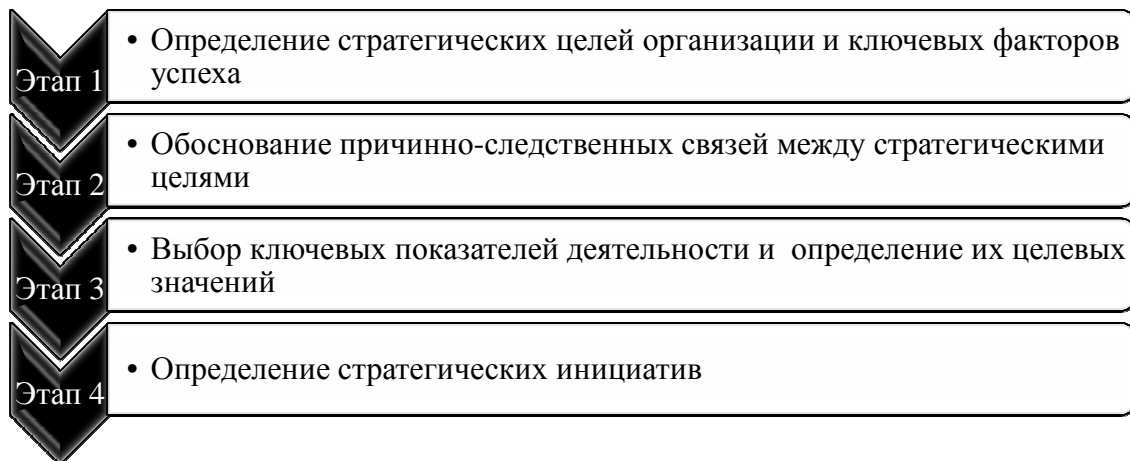 Этап 1
• Определение стратегических целей организации и ключевых факторов
успеха
Этап 2
• Обоснование причинно-следственных связей между стратегическими
целями
Этап 3
• Выбор ключевых показателей деятельности и определение их целевых
значений
Этап 4
• Определение стратегических инициатив